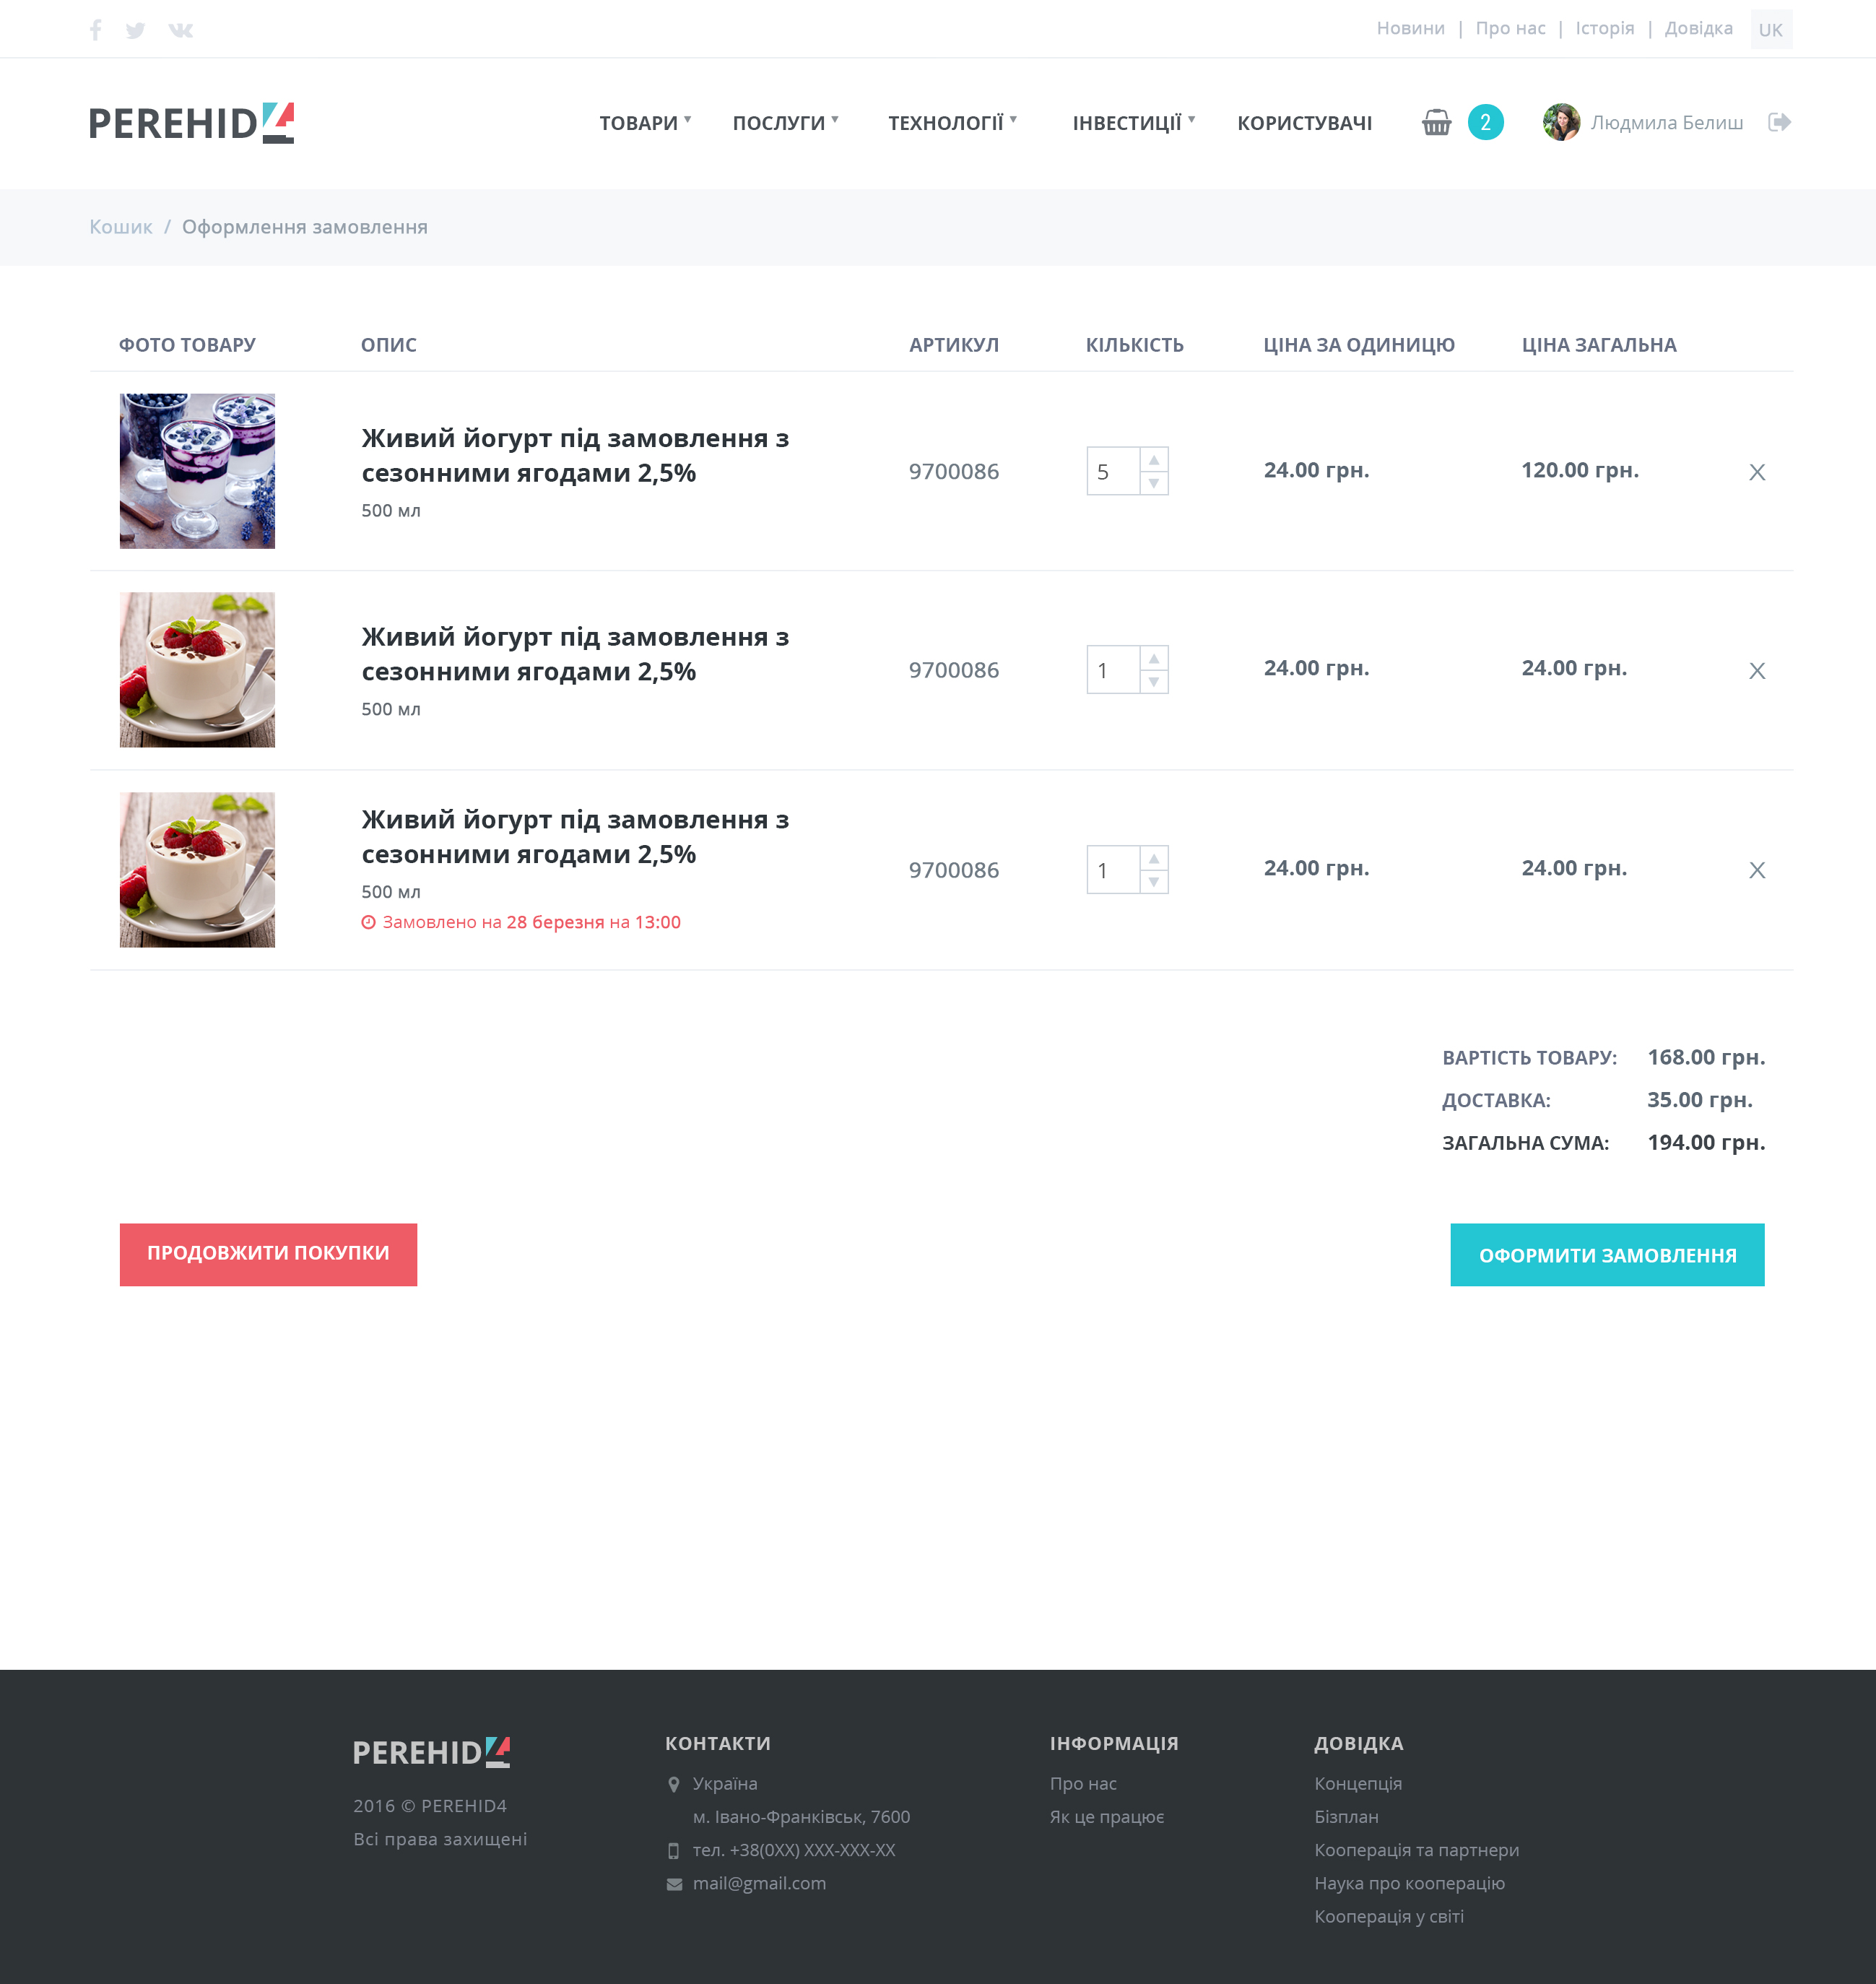 Новини | Про нас | Історія | Довідка UK
PEREHID4 ТОВАРИ ▼ ПОСЛУГИ ▼ ТЕХНОЛОГІЇ ▼ ІНВЕСТИЦІЇ ▼ КОРИСТУВАЧІ 2 Людмила Белиш
Кошик / Оформлення замовлення
ФОТО ТОВАРУ ОПИС АРТИКУЛ КІЛЬКІСТЬ ЦІНА ЗА ОДИНИЦЮ ЦІНА ЗАГАЛЬНА
Живий йогурт під замовлення з
сезонними ягодами 2,5%
500 мл
9700086 5 24.00 грн. 120.00 грн. X
Живий йогурт під замовлення з
сезонними ягодами 2,5%
500 мл
9700086 1 24.00 грн. 24.00 грн. X
Живий йогурт під замовлення з
сезонними ягодами 2,5%
500 мл
Замовлено на 28 березня на 13:00
9700086 1 24.00 грн. 24.00 грн. X
ВАРТІСТЬ ТОВАРУ: 168.00 грн.
ДОСТАВКА: 35.00 грн.
ЗАГАЛЬНА СУМА: 194.00 грн.
ПРОДОВЖИТИ ПОКУПКИ
ОФОРМИТИ ЗАМОВЛЕННЯ
PEREHID4
2016 © PEREHID4
Всі права захищені
КОНТАКТИ
Україна
м. Івано-Франківськ, 7600
тел. +38(0XX) XXX-XXX-XX
mail@gmail.com
ІНФОРМАЦІЯ
Про нас
Як це працює
ДОВІДКА
Концепція
Бізплан
Кооперація та партнери
Наука про кооперацію
Кооперація у світі